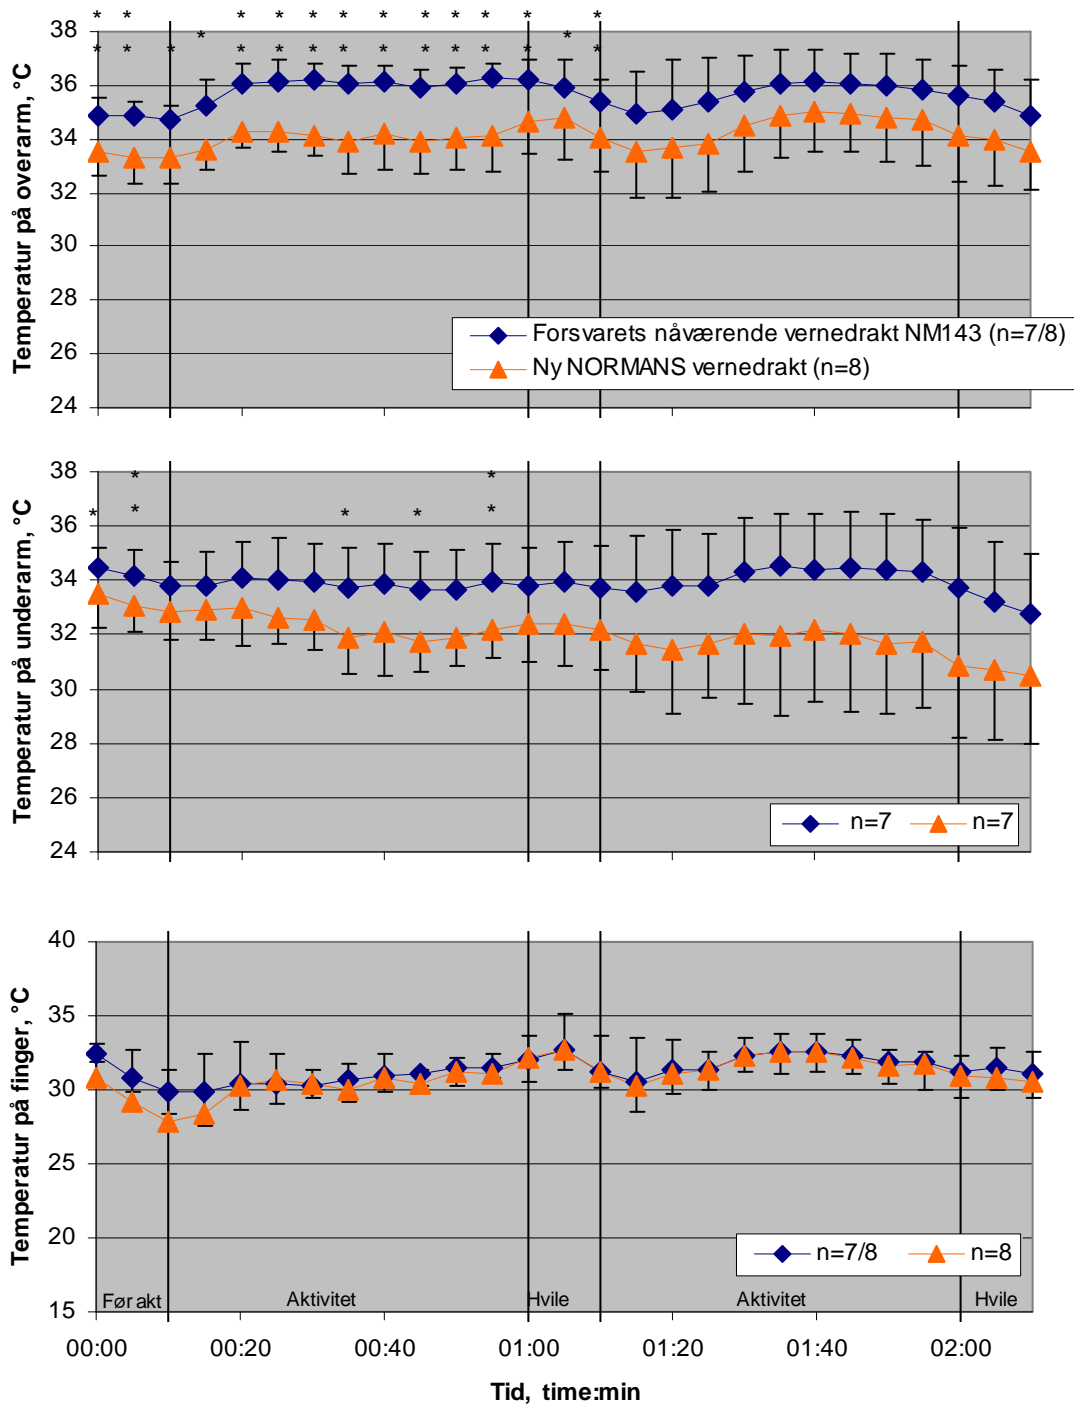 * * * * * * * * * * * *
38 * * * * * * * * * * * * * * *
36
34
32
30
28
26
24
Temperatur på overarm, °C
Forsvarets nåværende vernedrakt NM143 (n=7/8)
Ny NORMANS vernedrakt (n=8)
38 * *
* * * * *
36
34
32
30
28
26
24
Temperatur på underarm, °C
n=7 n=7
40
35
30
25
20
15
Temperatur på finger, °C
n=7/8 n=8
Før akt Aktivitet Hvile Aktivitet Hvile
00:00 00:20 00:40 01:00 01:20 01:40 02:00
Tid, time:min